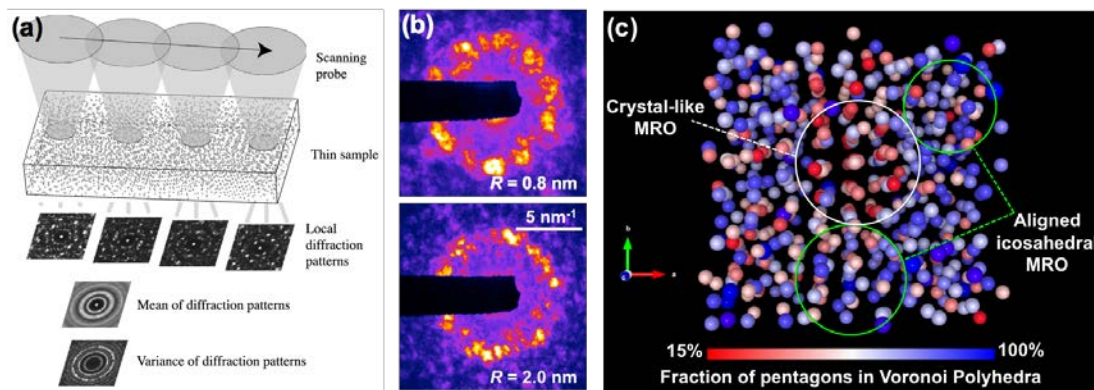 (a)
Scanning
probe
Thin sample
Local
diffraction
patterns
Mean of diffraction patterns
Variance of diffraction patterns
(b)
R = 0.8 nm
5 nm⁻¹
R = 2.0 nm
(c)
Crystal-like
MRO
Aligned
icosahedral
MRO
b
a
15%
100%
Fraction of pentagons in Voronoi Polyhedra